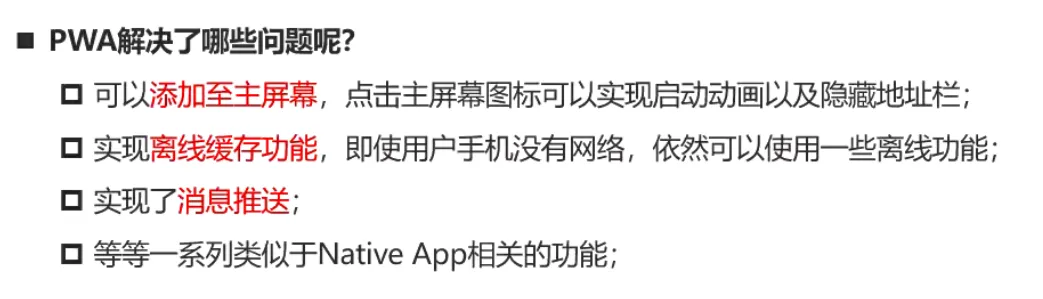 PWA解决了哪些问题呢？
可以添加至主屏幕，点击主屏幕图标可以实现启动动画以及隐藏地址栏；
实现离线缓存功能，即使用户手机没有网络，依然可以使用一些离线功能；
实现了消息推送；
等等一系列类似于Native App相关的功能；